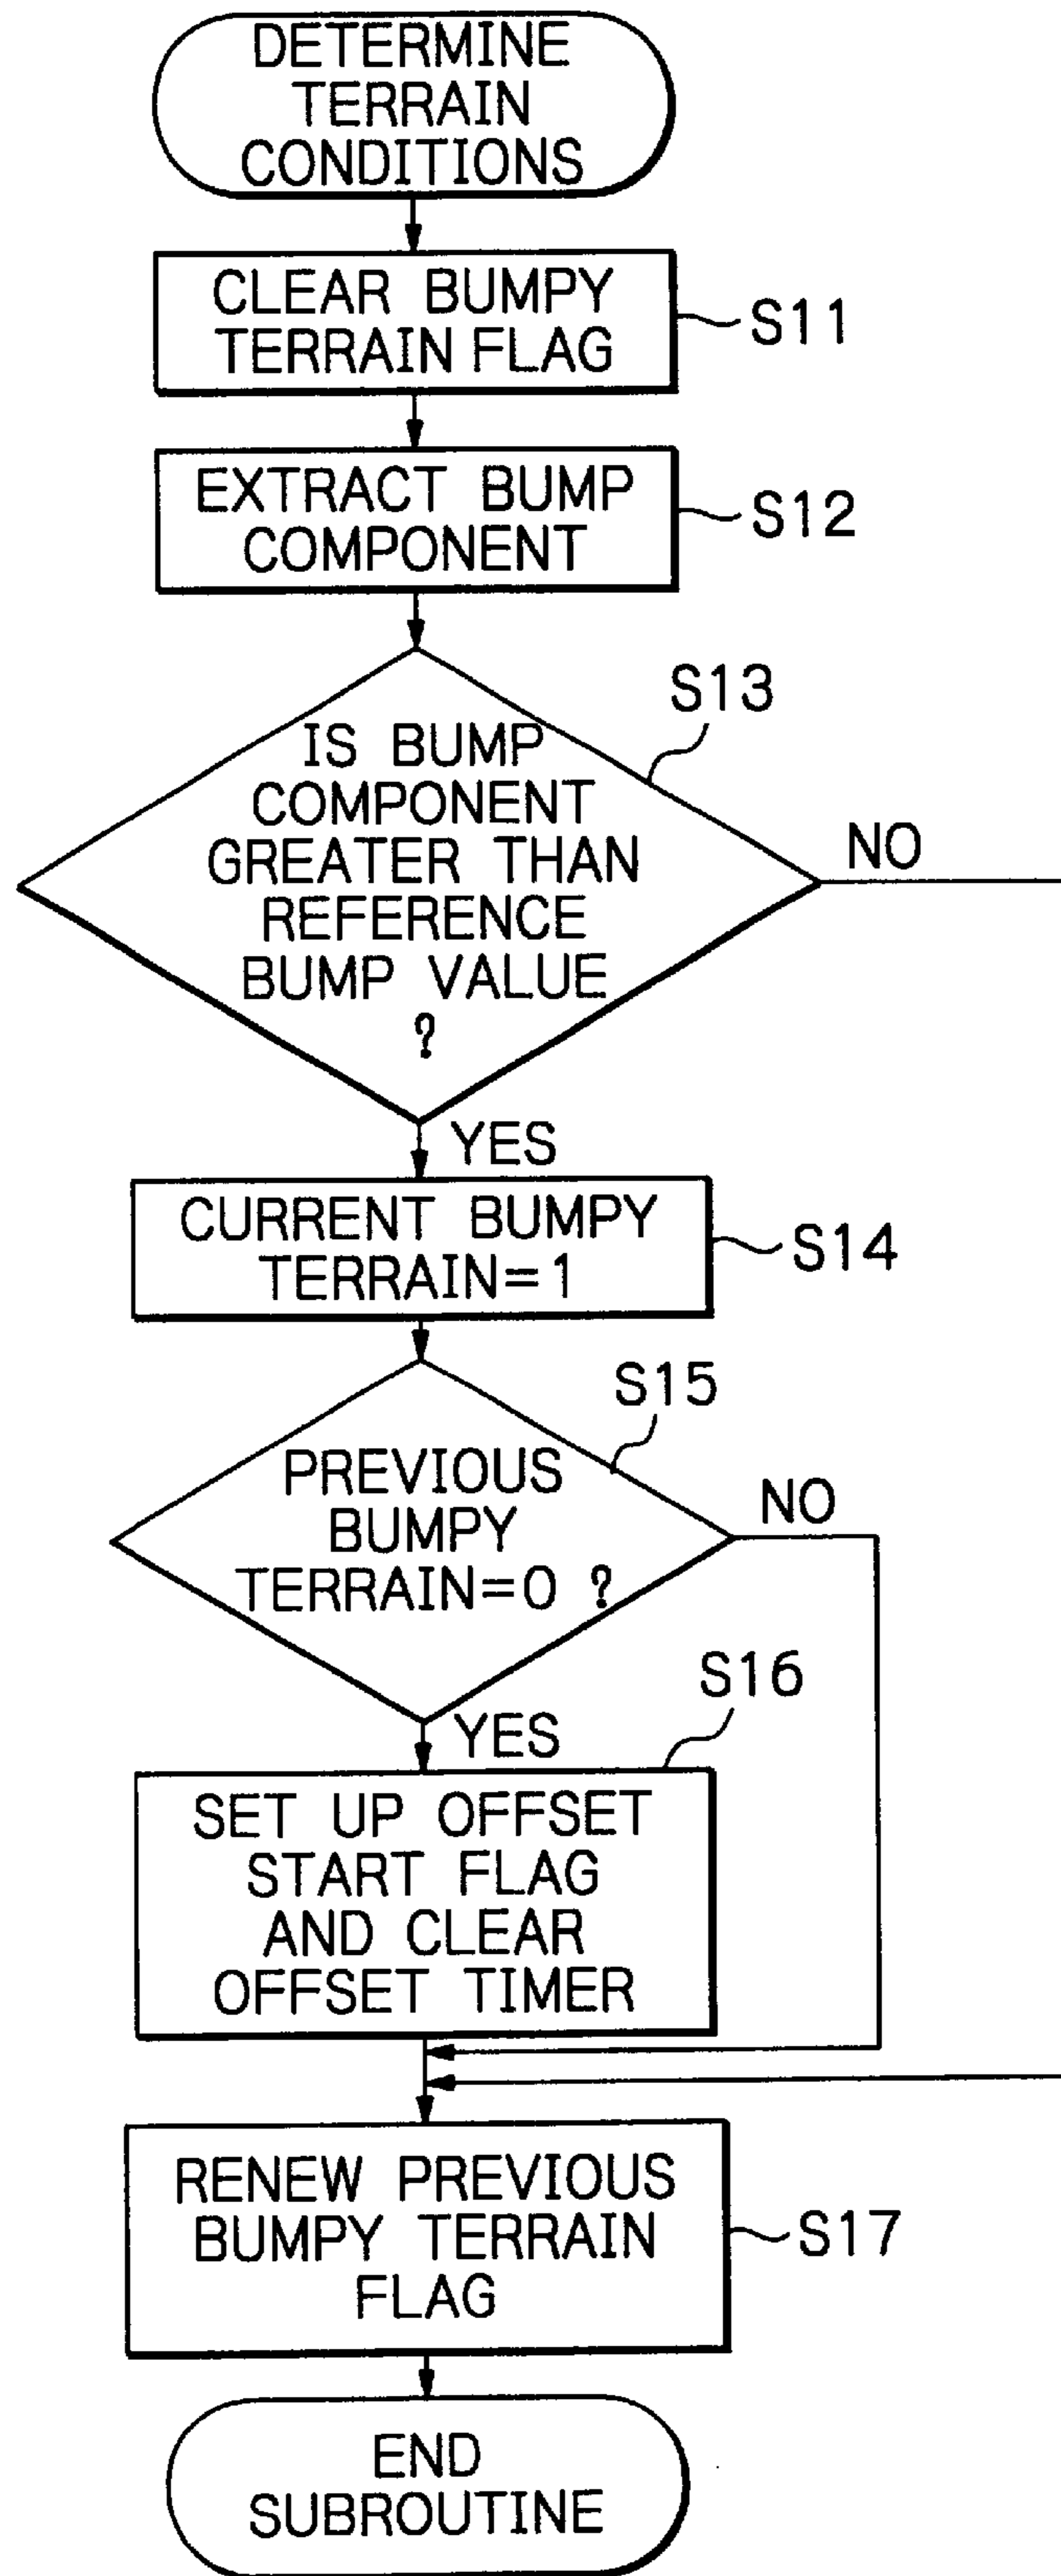 DETERMINE
TERRAIN
CONDITIONS
CLEAR BUMPY
TERRAIN FLAG
S11
EXTRACT BUMP
COMPONENT
S12
S13
IS BUMP
COMPONENT
GREATER THAN
REFERENCE
BUMP VALUE
?
NO
YES
CURRENT BUMPY
TERRAIN=1
S14
S15
PREVIOUS
BUMPY
TERRAIN=0 ?
NO
S16
YES
SET UP OFFSET
START FLAG
AND CLEAR
OFFSET TIMER
RENEW PREVIOUS
BUMPY TERRAIN
FLAG
S17
END
SUBROUTINE